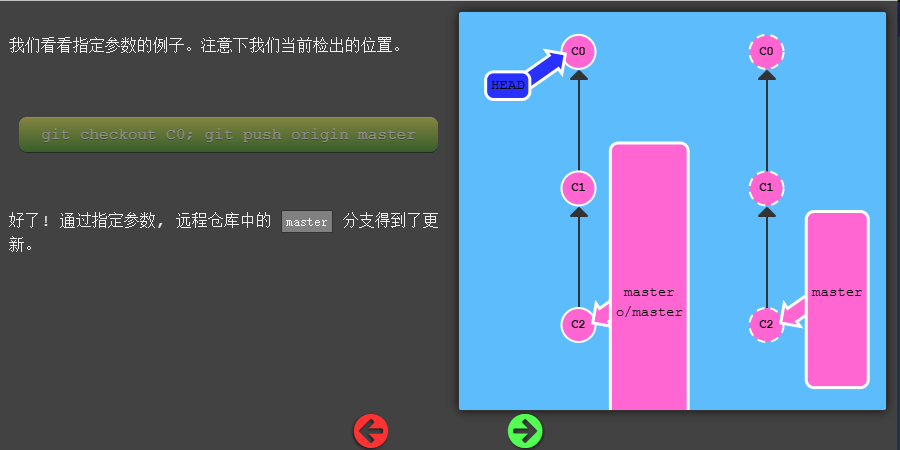 我们看看指定参数的例子。注意下我们当前检出的位置。
git checkout C0; git push origin master
好了! 通过指定参数, 远程仓库中的 master 分支得到了更
新。
C0
HEAD
C1
master
o/master
C2
C0
C1
master
C2